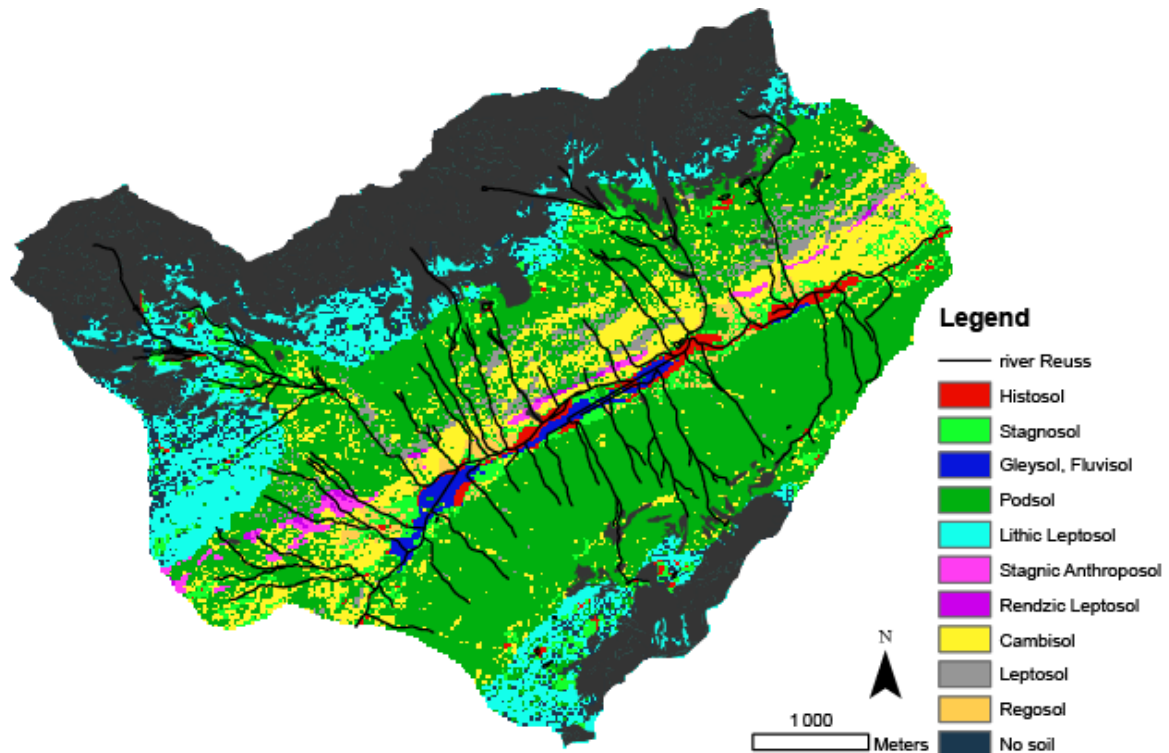 Legend
river Reuss
Histosol
Stagnosol
Gleysol, Fluvisol
Podsol
Lithic Leptosol
Stagnic Anthroposol
Rendzic Leptosol
Cambisol
Leptosol
Regosol
No soil
N
1 000
Meters